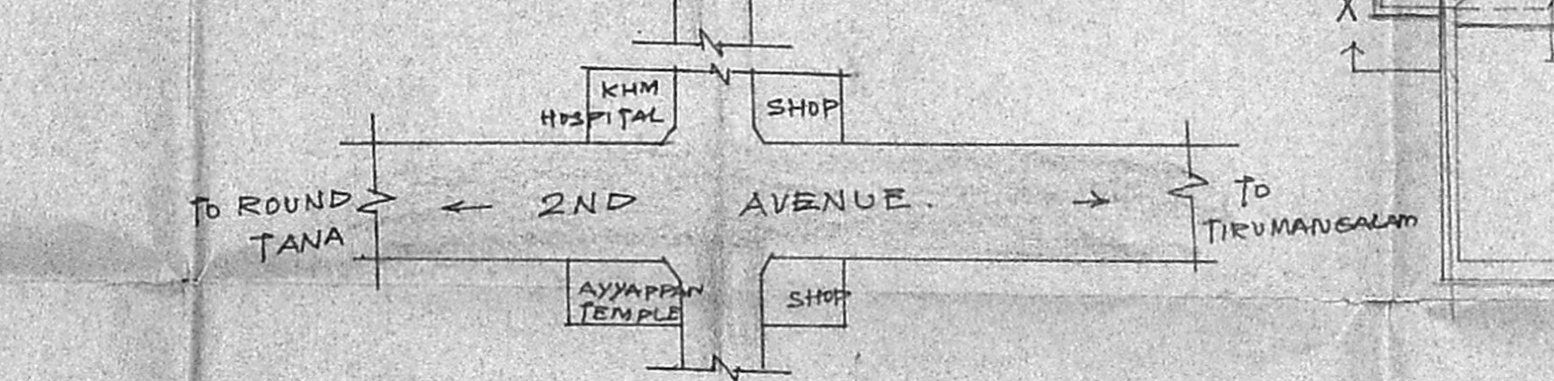 X
KHM
HOSPITAL
SHOP
TO ROUND
TANA
← 2ND AVENUE. →
TO
TIRUMANGALAM
AYYAPPAN
TEMPLE
SHOP